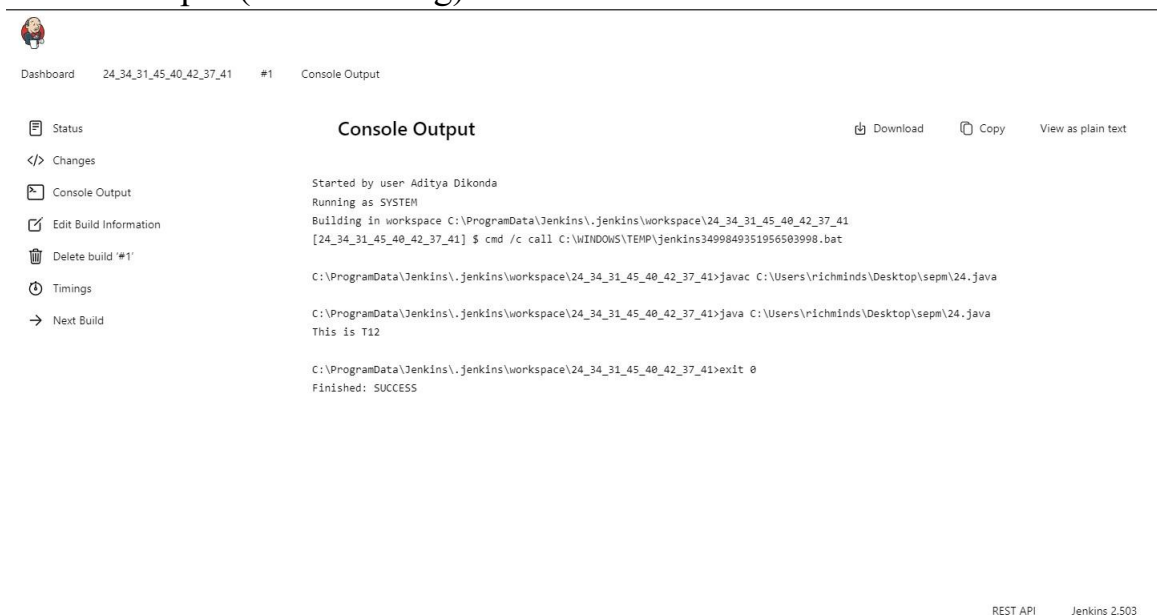 Dashboard 24_34_31_45_40_42_37_41 #1 Console Output
Status
Changes
Console Output
Edit Build Information
Delete build '#1'
Timings
Next Build
Console Output
Download Copy View as plain text
Started by user Aditya Dikonda
Running as SYSTEM
Building in workspace C:\ProgramData\Jenkins\.jenkins\workspace\24_34_31_45_40_42_37_41
[24_34_31_45_40_42_37_41] $ cmd /c call C:\WINDOWS\TEMP\jenkins3499849351956503998.bat
C:\ProgramData\Jenkins\.jenkins\workspace\24_34_31_45_40_42_37_41>javac C:\Users\richminds\Desktop\sepm\24.java
C:\ProgramData\Jenkins\.jenkins\workspace\24_34_31_45_40_42_37_41>java C:\Users\richminds\Desktop\sepm\24.java
This is T12
C:\ProgramData\Jenkins\.jenkins\workspace\24_34_31_45_40_42_37_41>exit 0
Finished: SUCCESS
REST API Jenkins 2.503